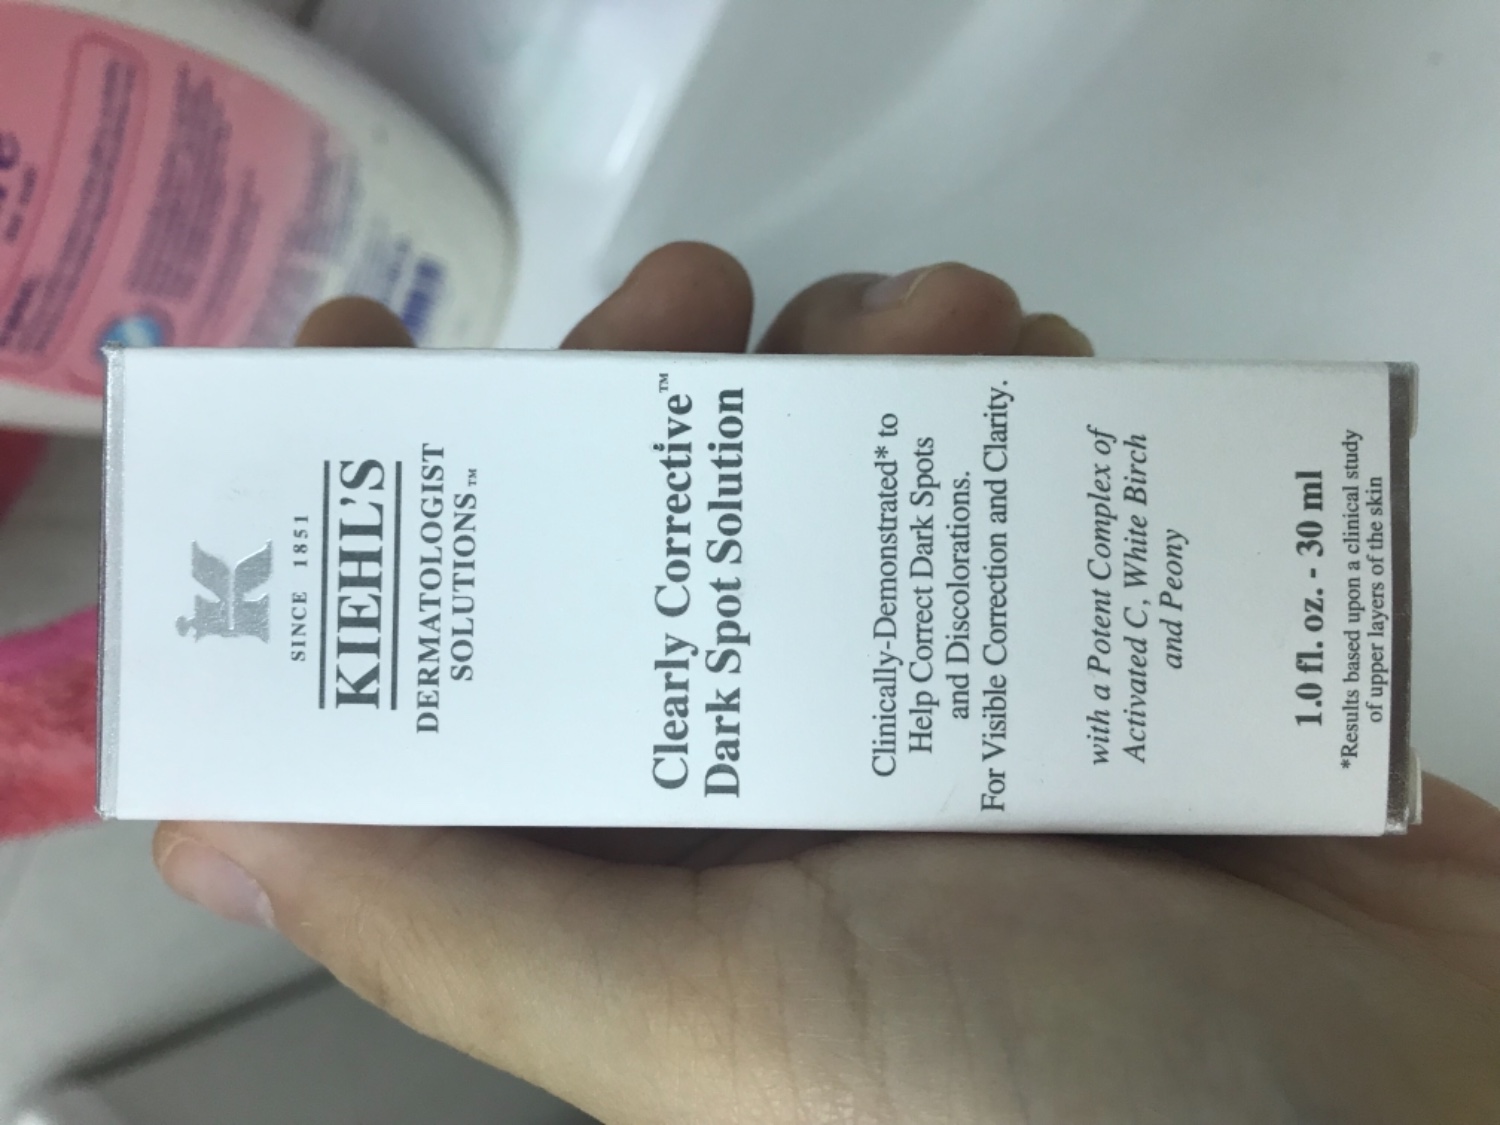 K
SINCE 1851
KIEHL'S
DERMATOLOGIST
SOLUTIONS™
Clearly Corrective™
Dark Spot Solution
Clinically-Demonstrated* to
Help Correct Dark Spots
and Discolorations.
For Visible Correction and Clarity.
with a Potent Complex of
Activated C, White Birch
and Peony
1.0 fl. oz. - 30 ml
*Results based upon a clinical study
of upper layers of the skin